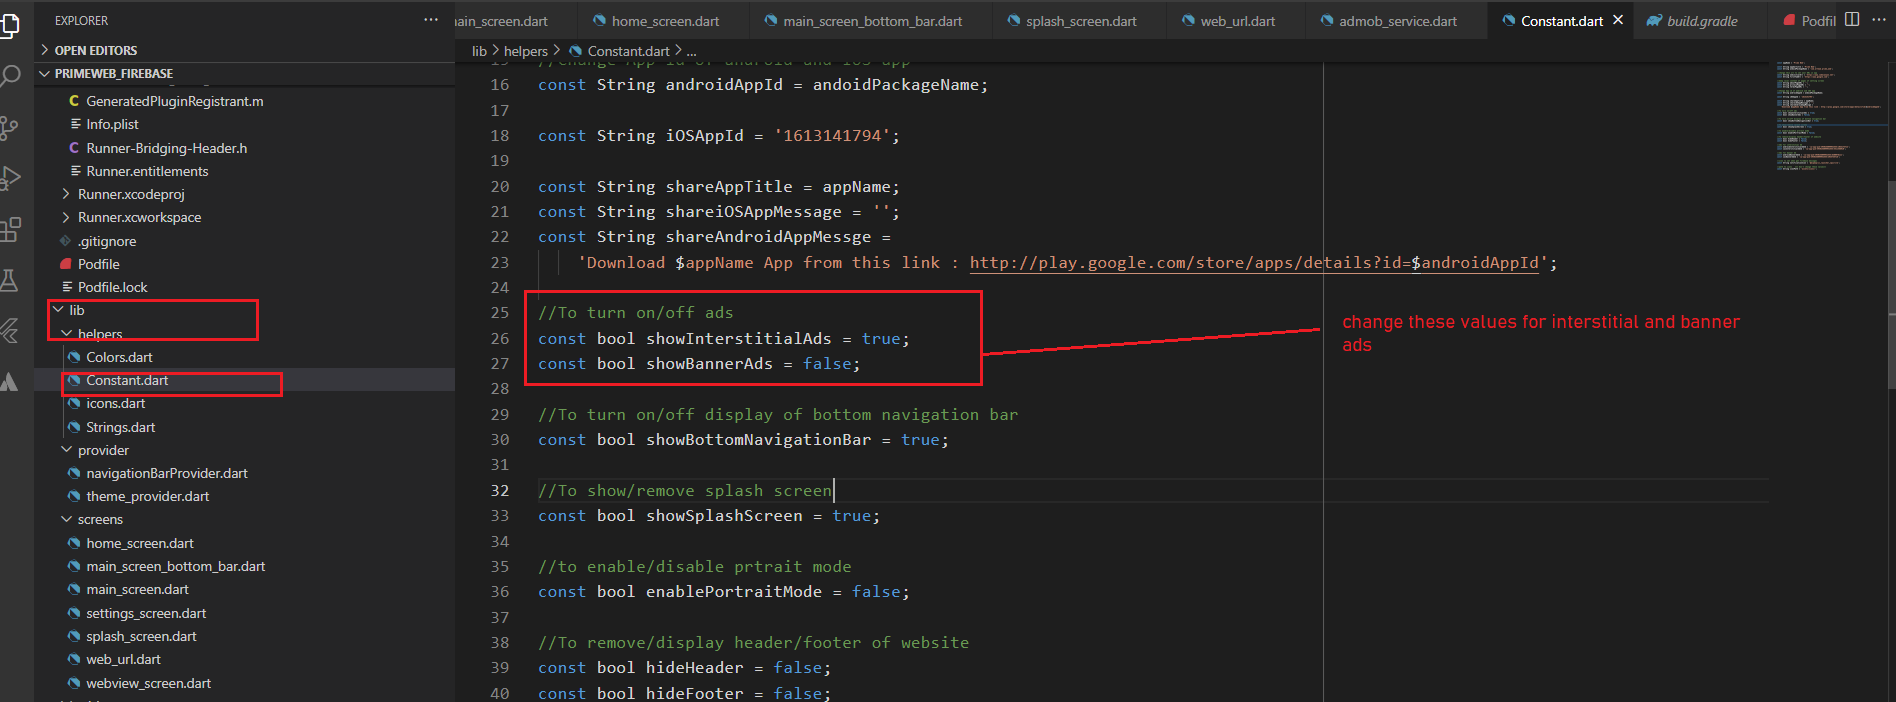 EXPLORER
OPEN EDITORS
PRIMEWEB_FIREBASE
GeneratedPluginRegistrant.m
Info.plist
Runner-Bridging-Header.h
Runner.entitlements
Runner.xcodeproj
Runner.xcworkspace
.gitignore
Podfile
Podfile.lock
lib
helpers
Colors.dart
Constant.dart
icons.dart
Strings.dart
provider
navigationBarProvider.dart
theme_provider.dart
screens
home_screen.dart
main_screen_bottom_bar.dart
main_screen.dart
settings_screen.dart
splash_screen.dart
web_url.dart
webview_screen.dart
ain_screen.dart home_screen.dart main_screen_bottom_bar.dart splash_screen.dart web_url.dart admob_service.dart Constant.dart build.gradle Podfil
lib > helpers > Constant.dart > ...
15 //change App id of android and ios app
16 const String androidAppId = andoidPackageName;
17
18 const String iOSAppId = '1613141794';
19
20 const String shareAppTitle = appName;
21 const String shareiOSAppMessage = '';
22 const String shareAndroidAppMessge =
23 'Download $appName App from this link : http://play.google.com/store/apps/details?id=$androidAppId';
24
25 //To turn on/off ads
26 const bool showInterstitialAds = true;
27 const bool showBannerAds = false;
28
29 //To turn on/off display of bottom navigation bar
30 const bool showBottomNavigationBar = true;
31
32 //To show/remove splash screen
33 const bool showSplashScreen = true;
34
35 //to enable/disable prtrait mode
36 const bool enablePortraitMode = false;
37
38 //To remove/display header/footer of website
39 const bool hideHeader = false;
40 const bool hideFooter = false;
change these values for interstitial and banner
ads